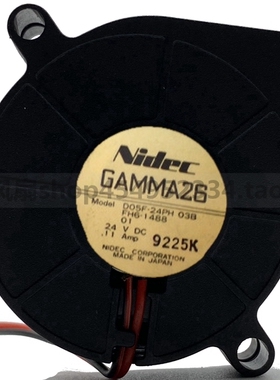 Nidec
GAMMA26
Model D05F-24PH 03B
FH6-1488
01
24 V DC
.11 Amp 9225K
NIDEC CORPORATION
MADE IN JAPAN